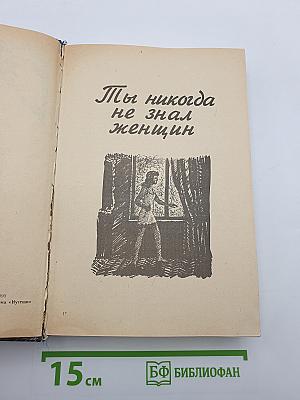 Ты никогда
не знал
женщин
15 см
БФ БИБЛИОФАН